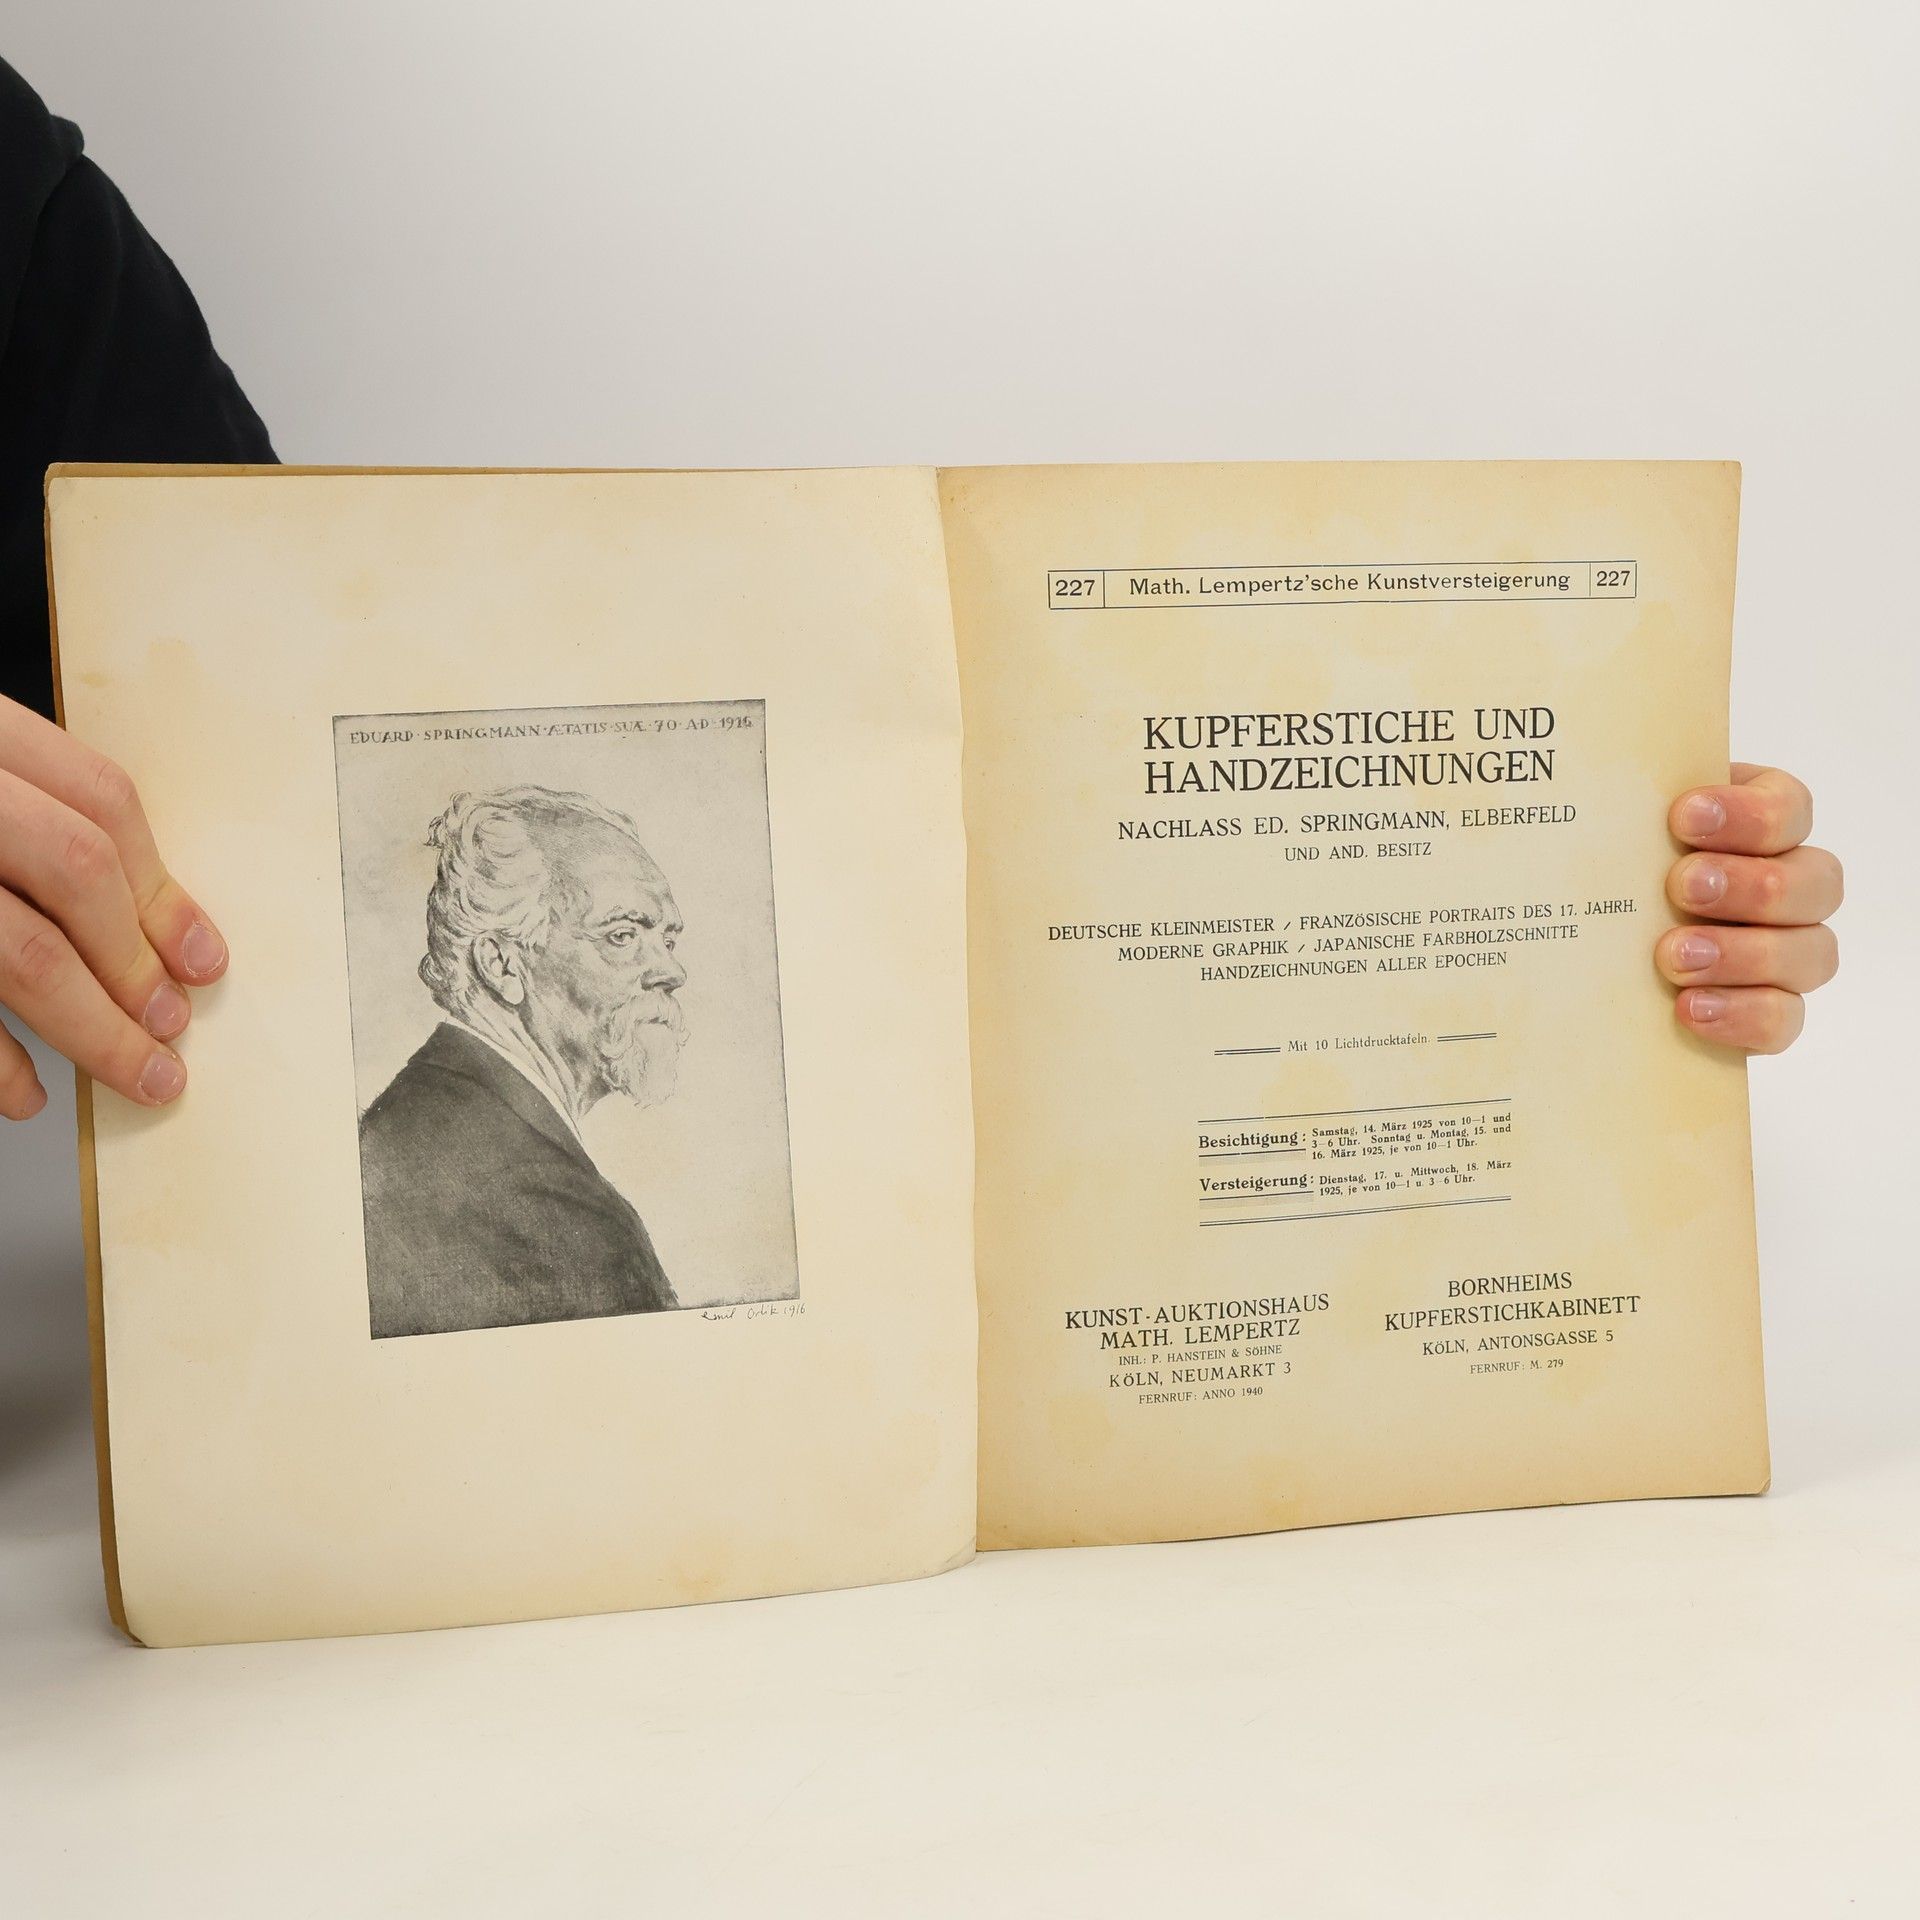 EDUARD · SPRINGMANN · ÆTATIS · SUÆ · 70 · A·D · 1916
Emil Orlik 1916
227 Math. Lempertz'sche Kunstversteigerung 227
KUPFERSTICHE UND
HANDZEICHNUNGEN
NACHLASS ED. SPRINGMANN, ELBERFELD
UND AND. BESITZ
DEUTSCHE KLEINMEISTER / FRANZÖSISCHE PORTRAITS DES 17. JAHRH.
MODERNE GRAPHIK / JAPANISCHE FARBHOLZSCHNITTE
HANDZEICHNUNGEN ALLER EPOCHEN
Mit 10 Lichtdrucktafeln.
Besichtigung: Samstag, 14. März 1925 von 10—1 und
3—6 Uhr. Sonntag u. Montag, 15. und
16. März 1925, je von 10—1 Uhr.
Versteigerung: Dienstag, 17. u. Mittwoch, 18. März
1925, je von 10—1 u. 3—6 Uhr.
KUNST-AUKTIONSHAUS
MATH. LEMPERTZ
INH.: P. HANSTEIN & SÖHNE
KÖLN, NEUMARKT 3
FERNRUF: ANNO 1940
BORNHEIMS
KUPFERSTICHKABINETT
KÖLN, ANTONSGASSE 5
FERNRUF: M. 279